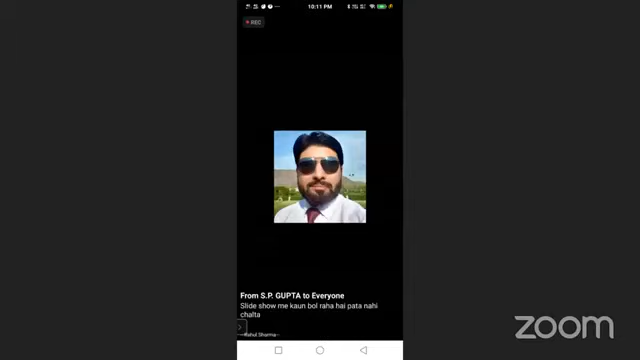 10:11 PM
REC
From S.P. GUPTA to Everyone
Slide show me kaun bol raha hai pata nahi
chalta
Rahul Sharma
zoom